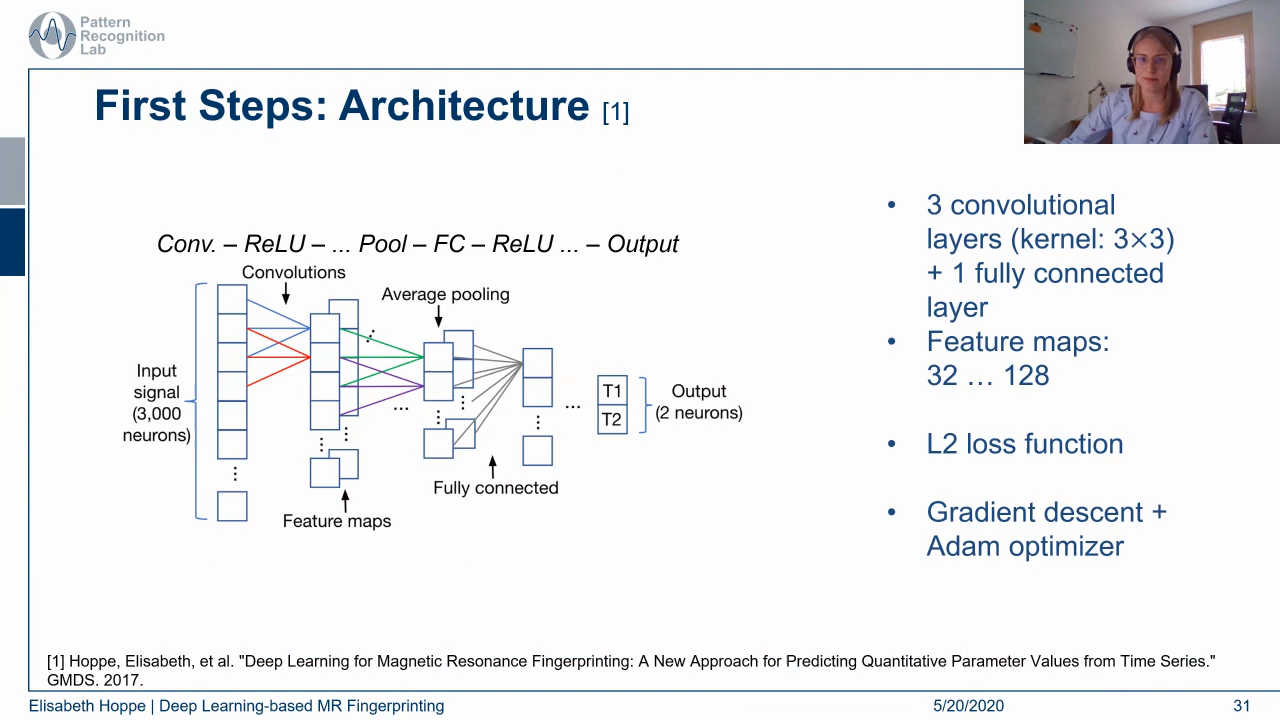 Pattern
Recognition
Lab
First Steps: Architecture [1]
Conv. – ReLU – ... Pool – FC – ReLU ... – Output
Convolutions
Average pooling
Input
signal
(3,000
neurons)
...
T1
T2
...
Output
(2 neurons)
Fully connected
Feature maps
• 3 convolutional
layers (kernel: 3×3)
+ 1 fully connected
layer
• Feature maps:
32 … 128
• L2 loss function
• Gradient descent +
Adam optimizer
[1] Hoppe, Elisabeth, et al. "Deep Learning for Magnetic Resonance Fingerprinting: A New Approach for Predicting Quantitative Parameter Values from Time Series."
GMDS. 2017.
Elisabeth Hoppe | Deep Learning-based MR Fingerprinting
5/20/2020
31